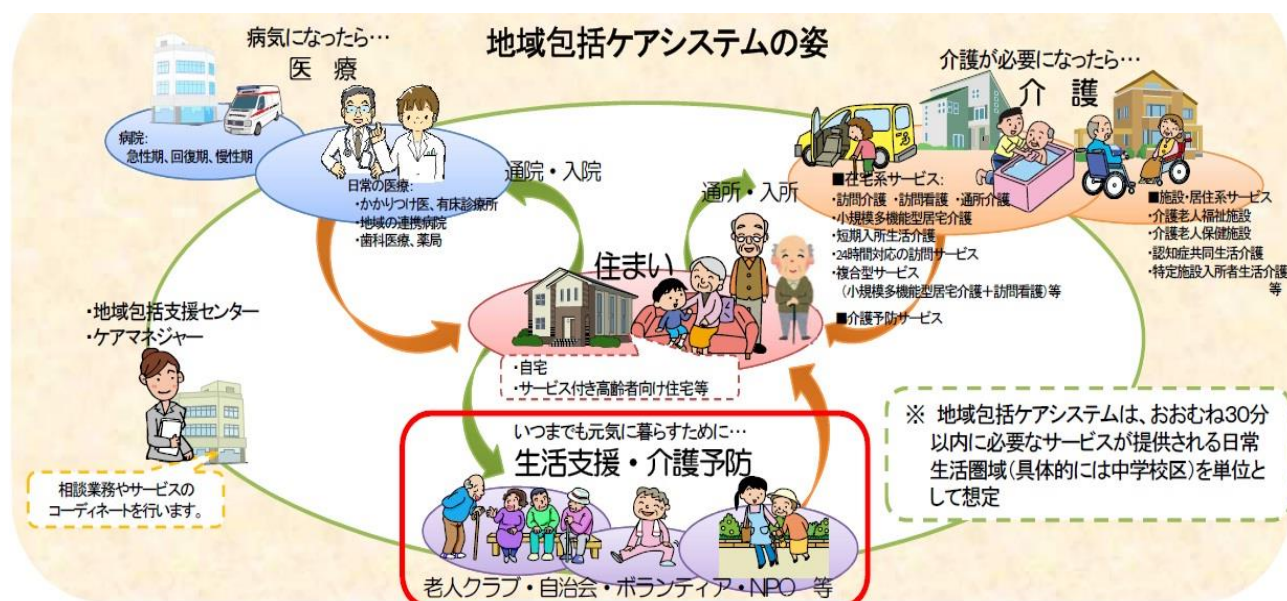 地域包括ケアシステムの姿
病気になったら…
医 療
病院:
急性期、回復期、慢性期
日常の医療:
・かかりつけ医、有床診療所
・地域の連携病院
・歯科医療、薬局
通院・入院
通所・入所
介護が必要になったら…
介 護
■在宅系サービス:
・訪問介護 ・訪問看護 ・通所介護
・小規模多機能型居宅介護
・短期入所生活介護
・24時間対応の訪問サービス
・複合型サービス
（小規模多機能型居宅介護＋訪問看護）等
■介護予防サービス
■施設・居住系サービス
・介護老人福祉施設
・介護老人保健施設
・認知症共同生活介護
・特定施設入所者生活介護
等
住まい
・自宅
・サービス付き高齢者向け住宅等
・地域包括支援センター
・ケアマネジャー
相談業務やサービスの
コーディネートを行います。
いつまでも元気に暮らすために…
生活支援・介護予防
老人クラブ・自治会・ボランティア・NPO 等
※ 地域包括ケアシステムは、おおむね30分
以内に必要なサービスが提供される日常
生活圏域（具体的には中学校区）を単位と
して想定